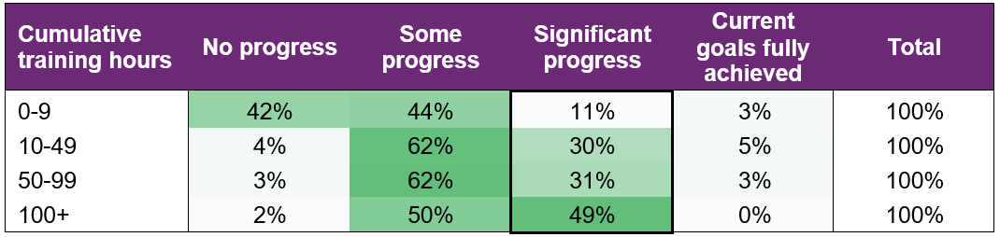 Cumulative training hours No progress Some progress Significant progress Current goals fully achieved Total
0-9 42% 44% 11% 3% 100%
10-49 4% 62% 30% 5% 100%
50-99 3% 62% 31% 3% 100%
100+ 2% 50% 49% 0% 100%